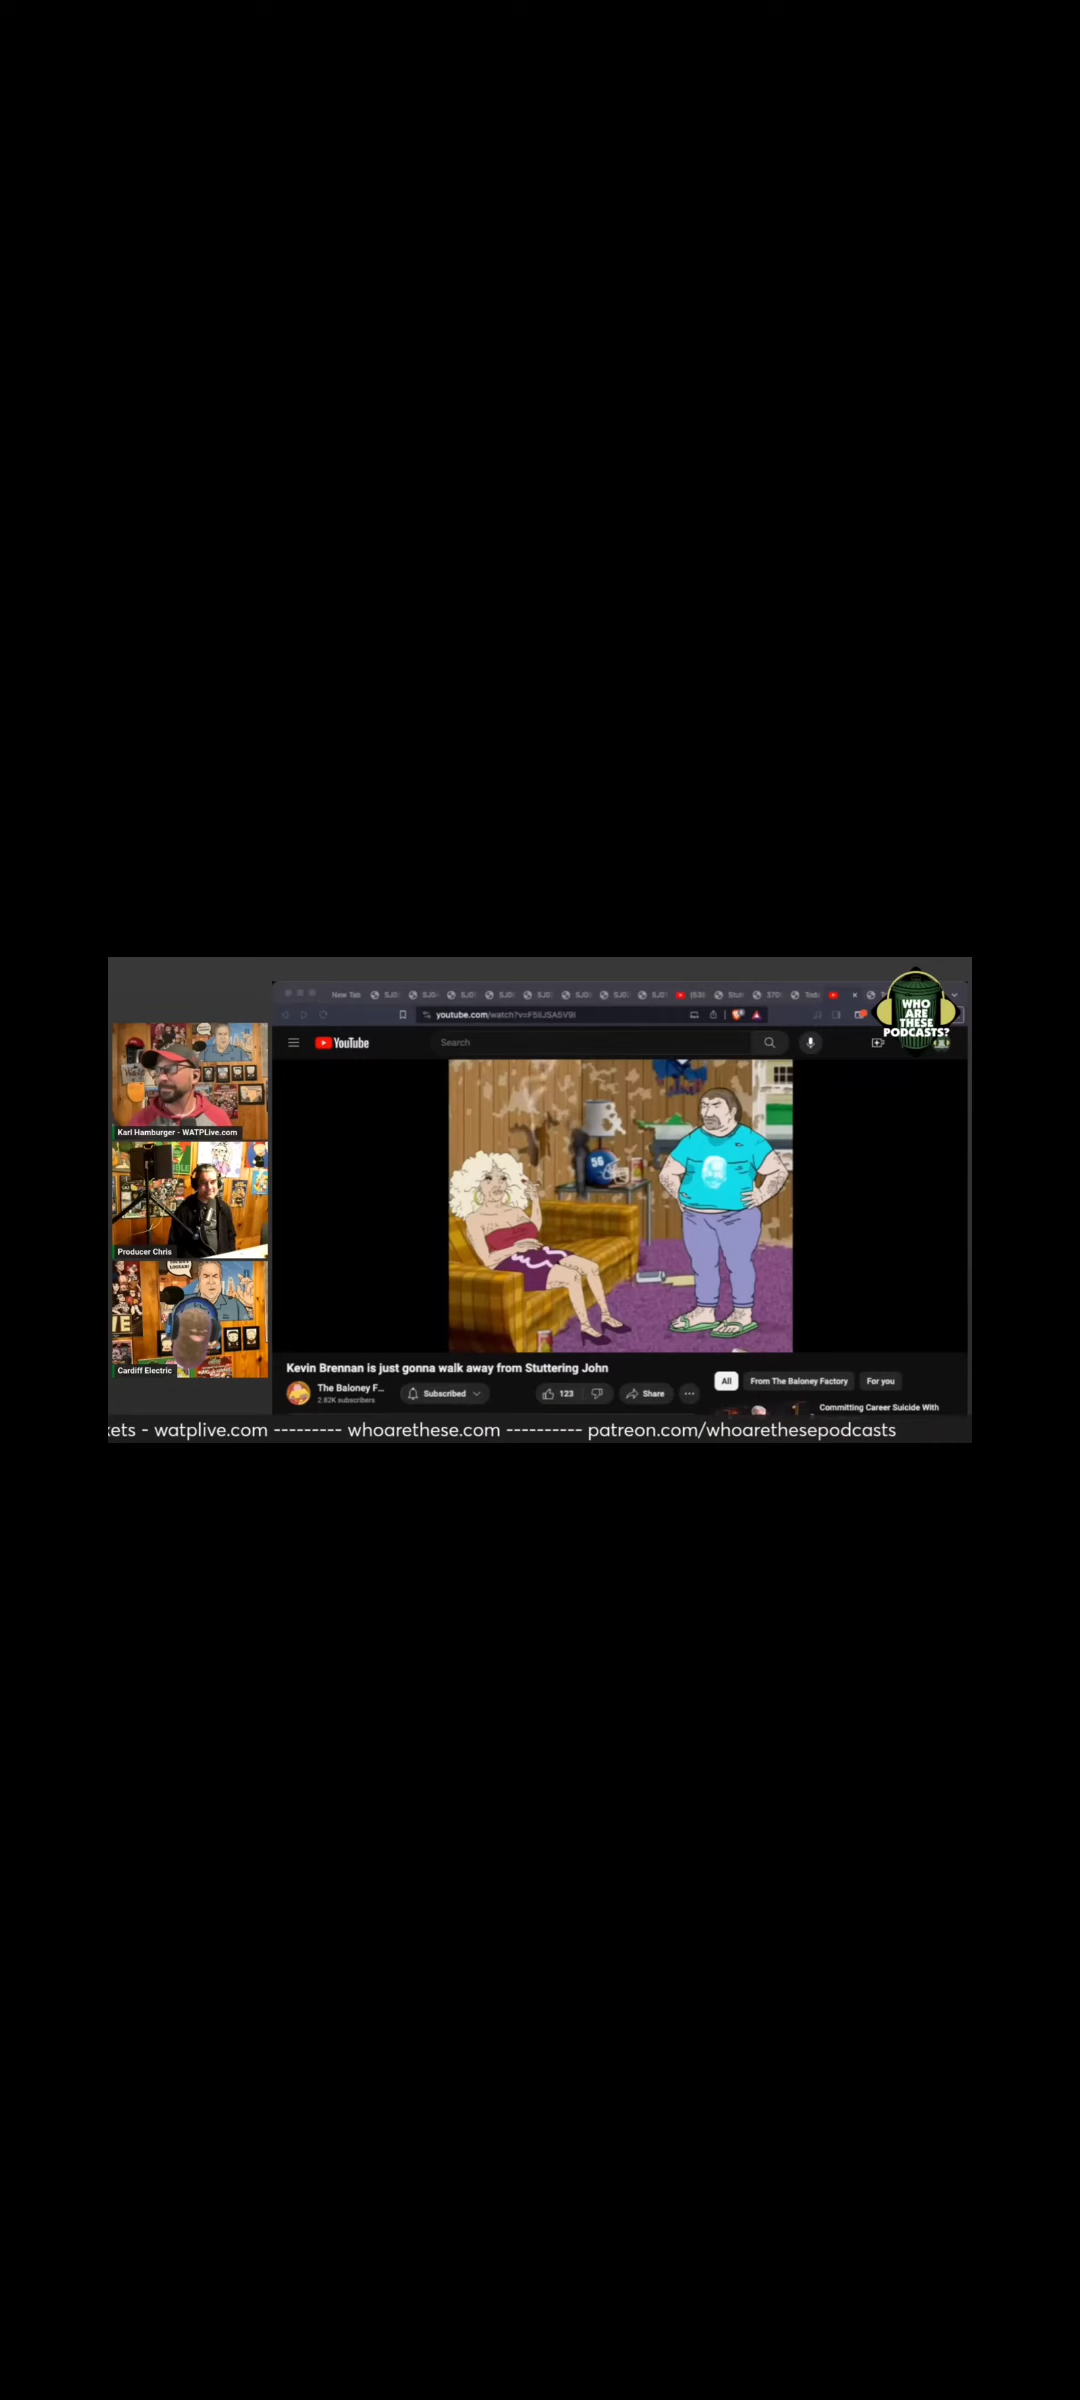 New Tab
WHO
ARE
THESE
PODCASTS?
youtube.com/watch?v=F5IiJSA5V9I
YouTube
Search
56
Karl Hamburger - WATPLive.com
Producer Chris
Cardiff Electric
Kevin Brennan is just gonna walk away from Stuttering John
The Baloney F...
2.82K subscribers
Subscribed
123
Share
All
From The Baloney Factory
For you
Committing Career Suicide With
ets - watplive.com --------- whoarethese.com ---------- patreon.com/whoarethesepodcasts